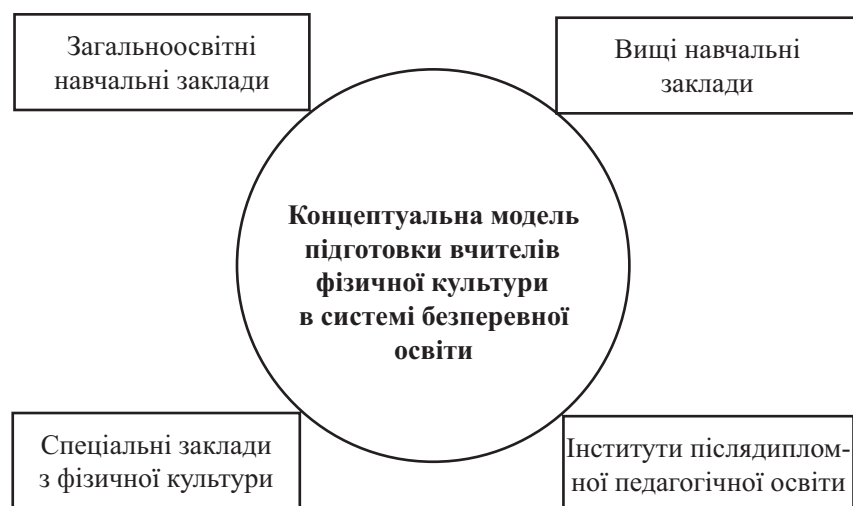 Загальноосвітні
навчальні заклади
Вищі навчальні
заклади
Концептуальна модель
підготовки вчителів
фізичної культури
в системі безперевної
освіти
Спеціальні заклади
з фізичної культури
Інститути післядиплом-
ної педагогічної освіти